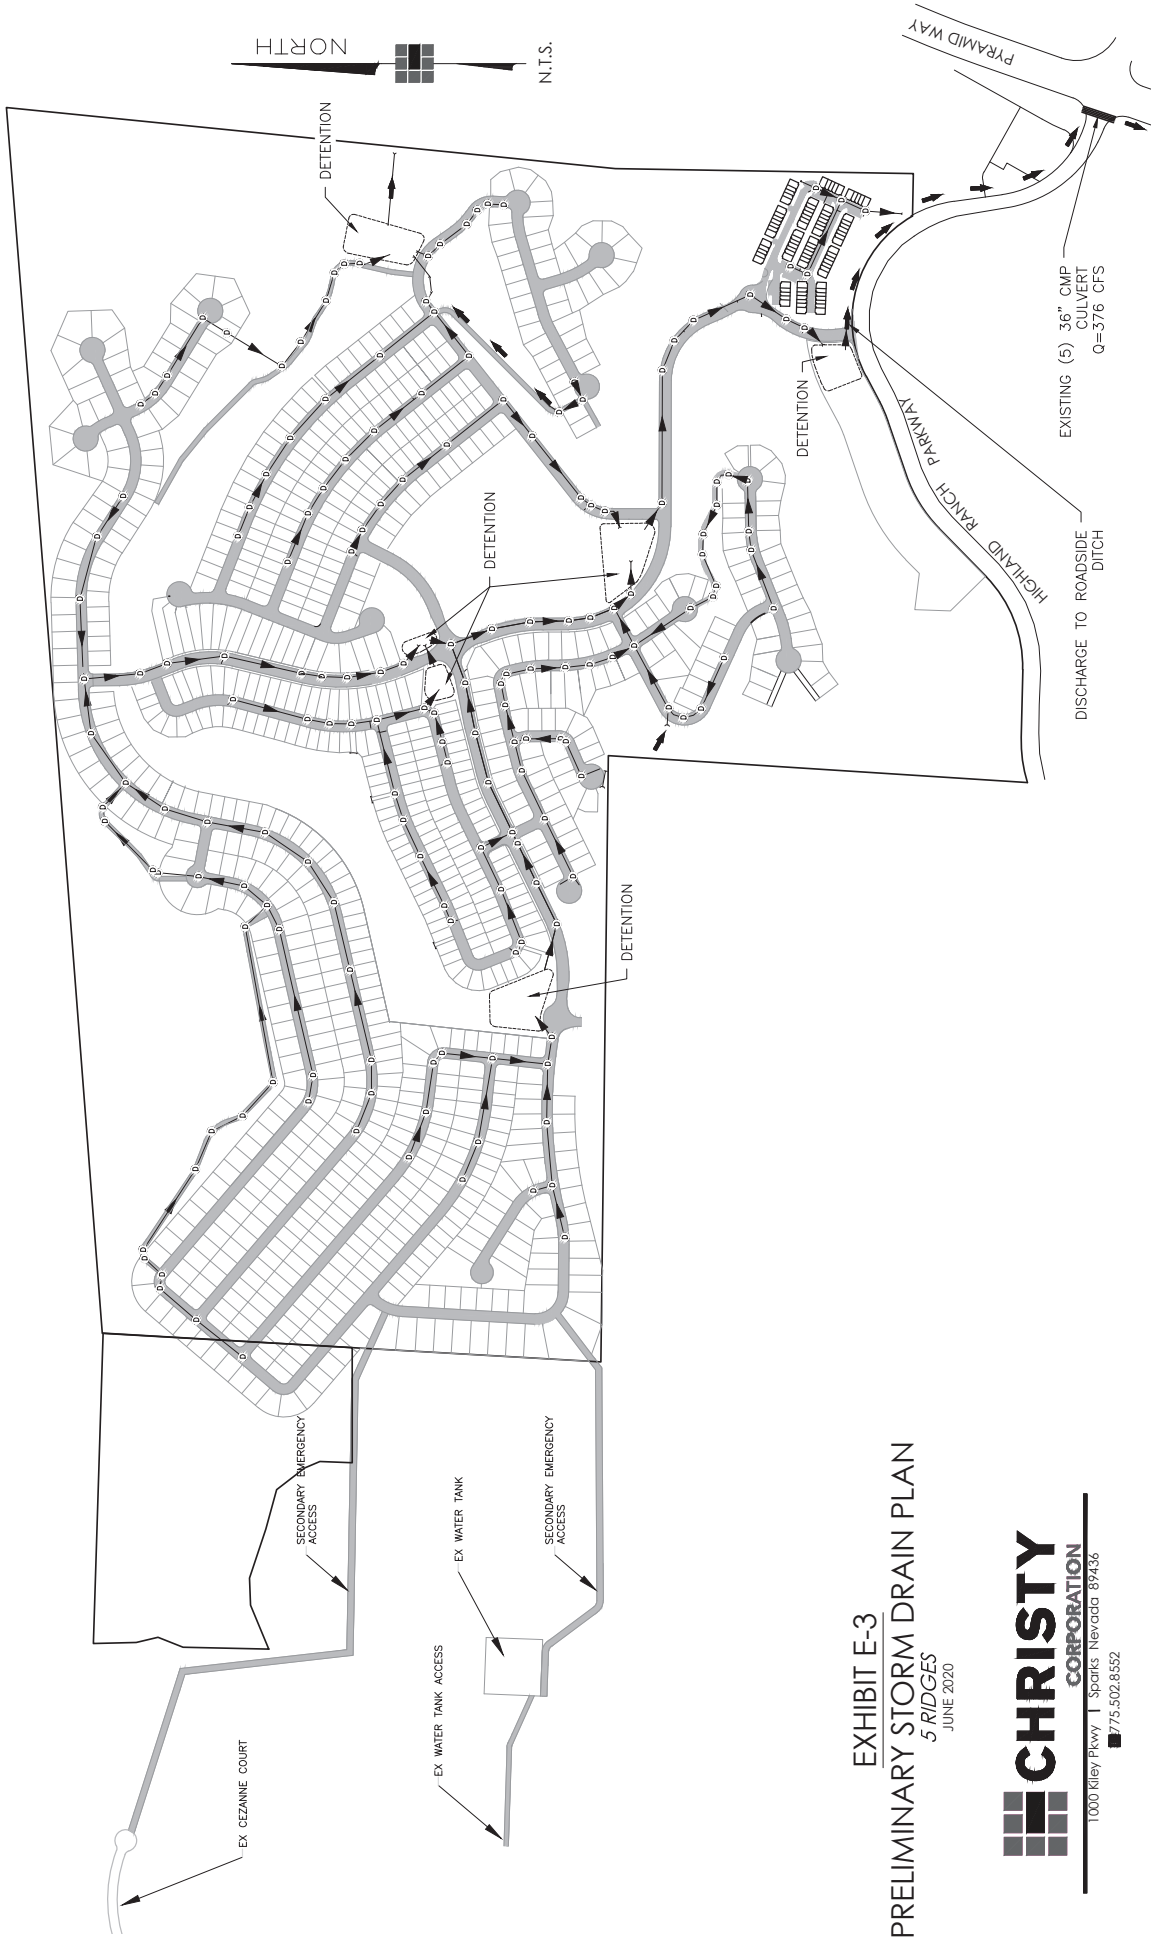 NORTH
N.T.S.
PYRAMID WAY
DETENTION
DETENTION
DETENTION
DETENTION
EXISTING (5) 36" CMP
CULVERT
Q=376 CFS
HIGHLAND RANCH PARKWAY
DISCHARGE TO ROADSIDE
DITCH
SECONDARY EMERGENCY
ACCESS
EX WATER TANK
SECONDARY EMERGENCY
ACCESS
EX WATER TANK ACCESS
EX CEZANNE COURT
EXHIBIT E-3
PRELIMINARY STORM DRAIN PLAN
5 RIDGES
JUNE 2020
CHRISTY
CORPORATION
1000 Kiley Pkwy | Sparks Nevada 89436
775.502.8552